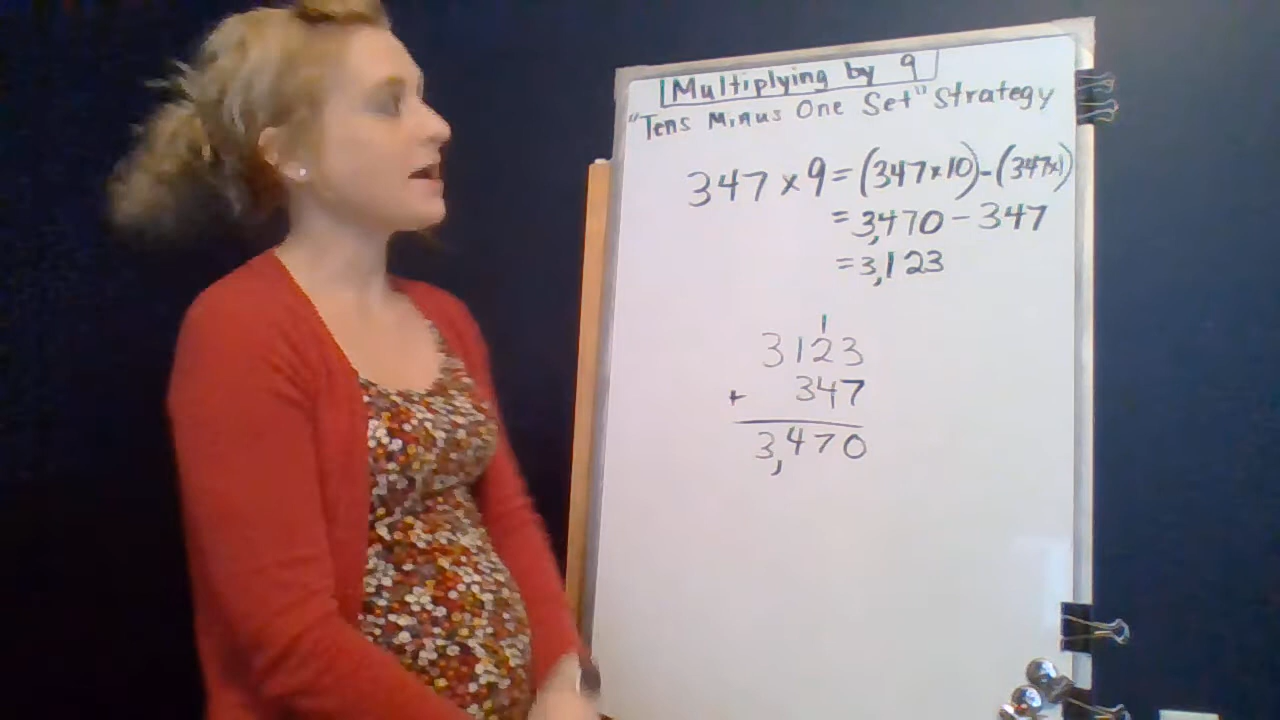 Multiplying by 9
"Tens Minus One Set" Strategy
347 x 9 = (347x10) - (347x1)
= 3,470 - 347
= 3,123
1
3123
+ 347
3,470